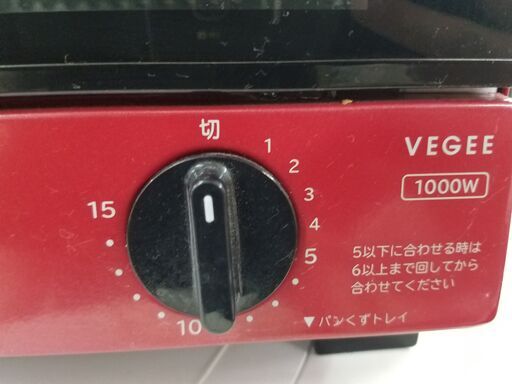 切
1
2
3
4
5
10
15
VEGEE
1000W
5以下に合わせる時は
6以上まで回してから
合わせてください
▼パンくずトレイ